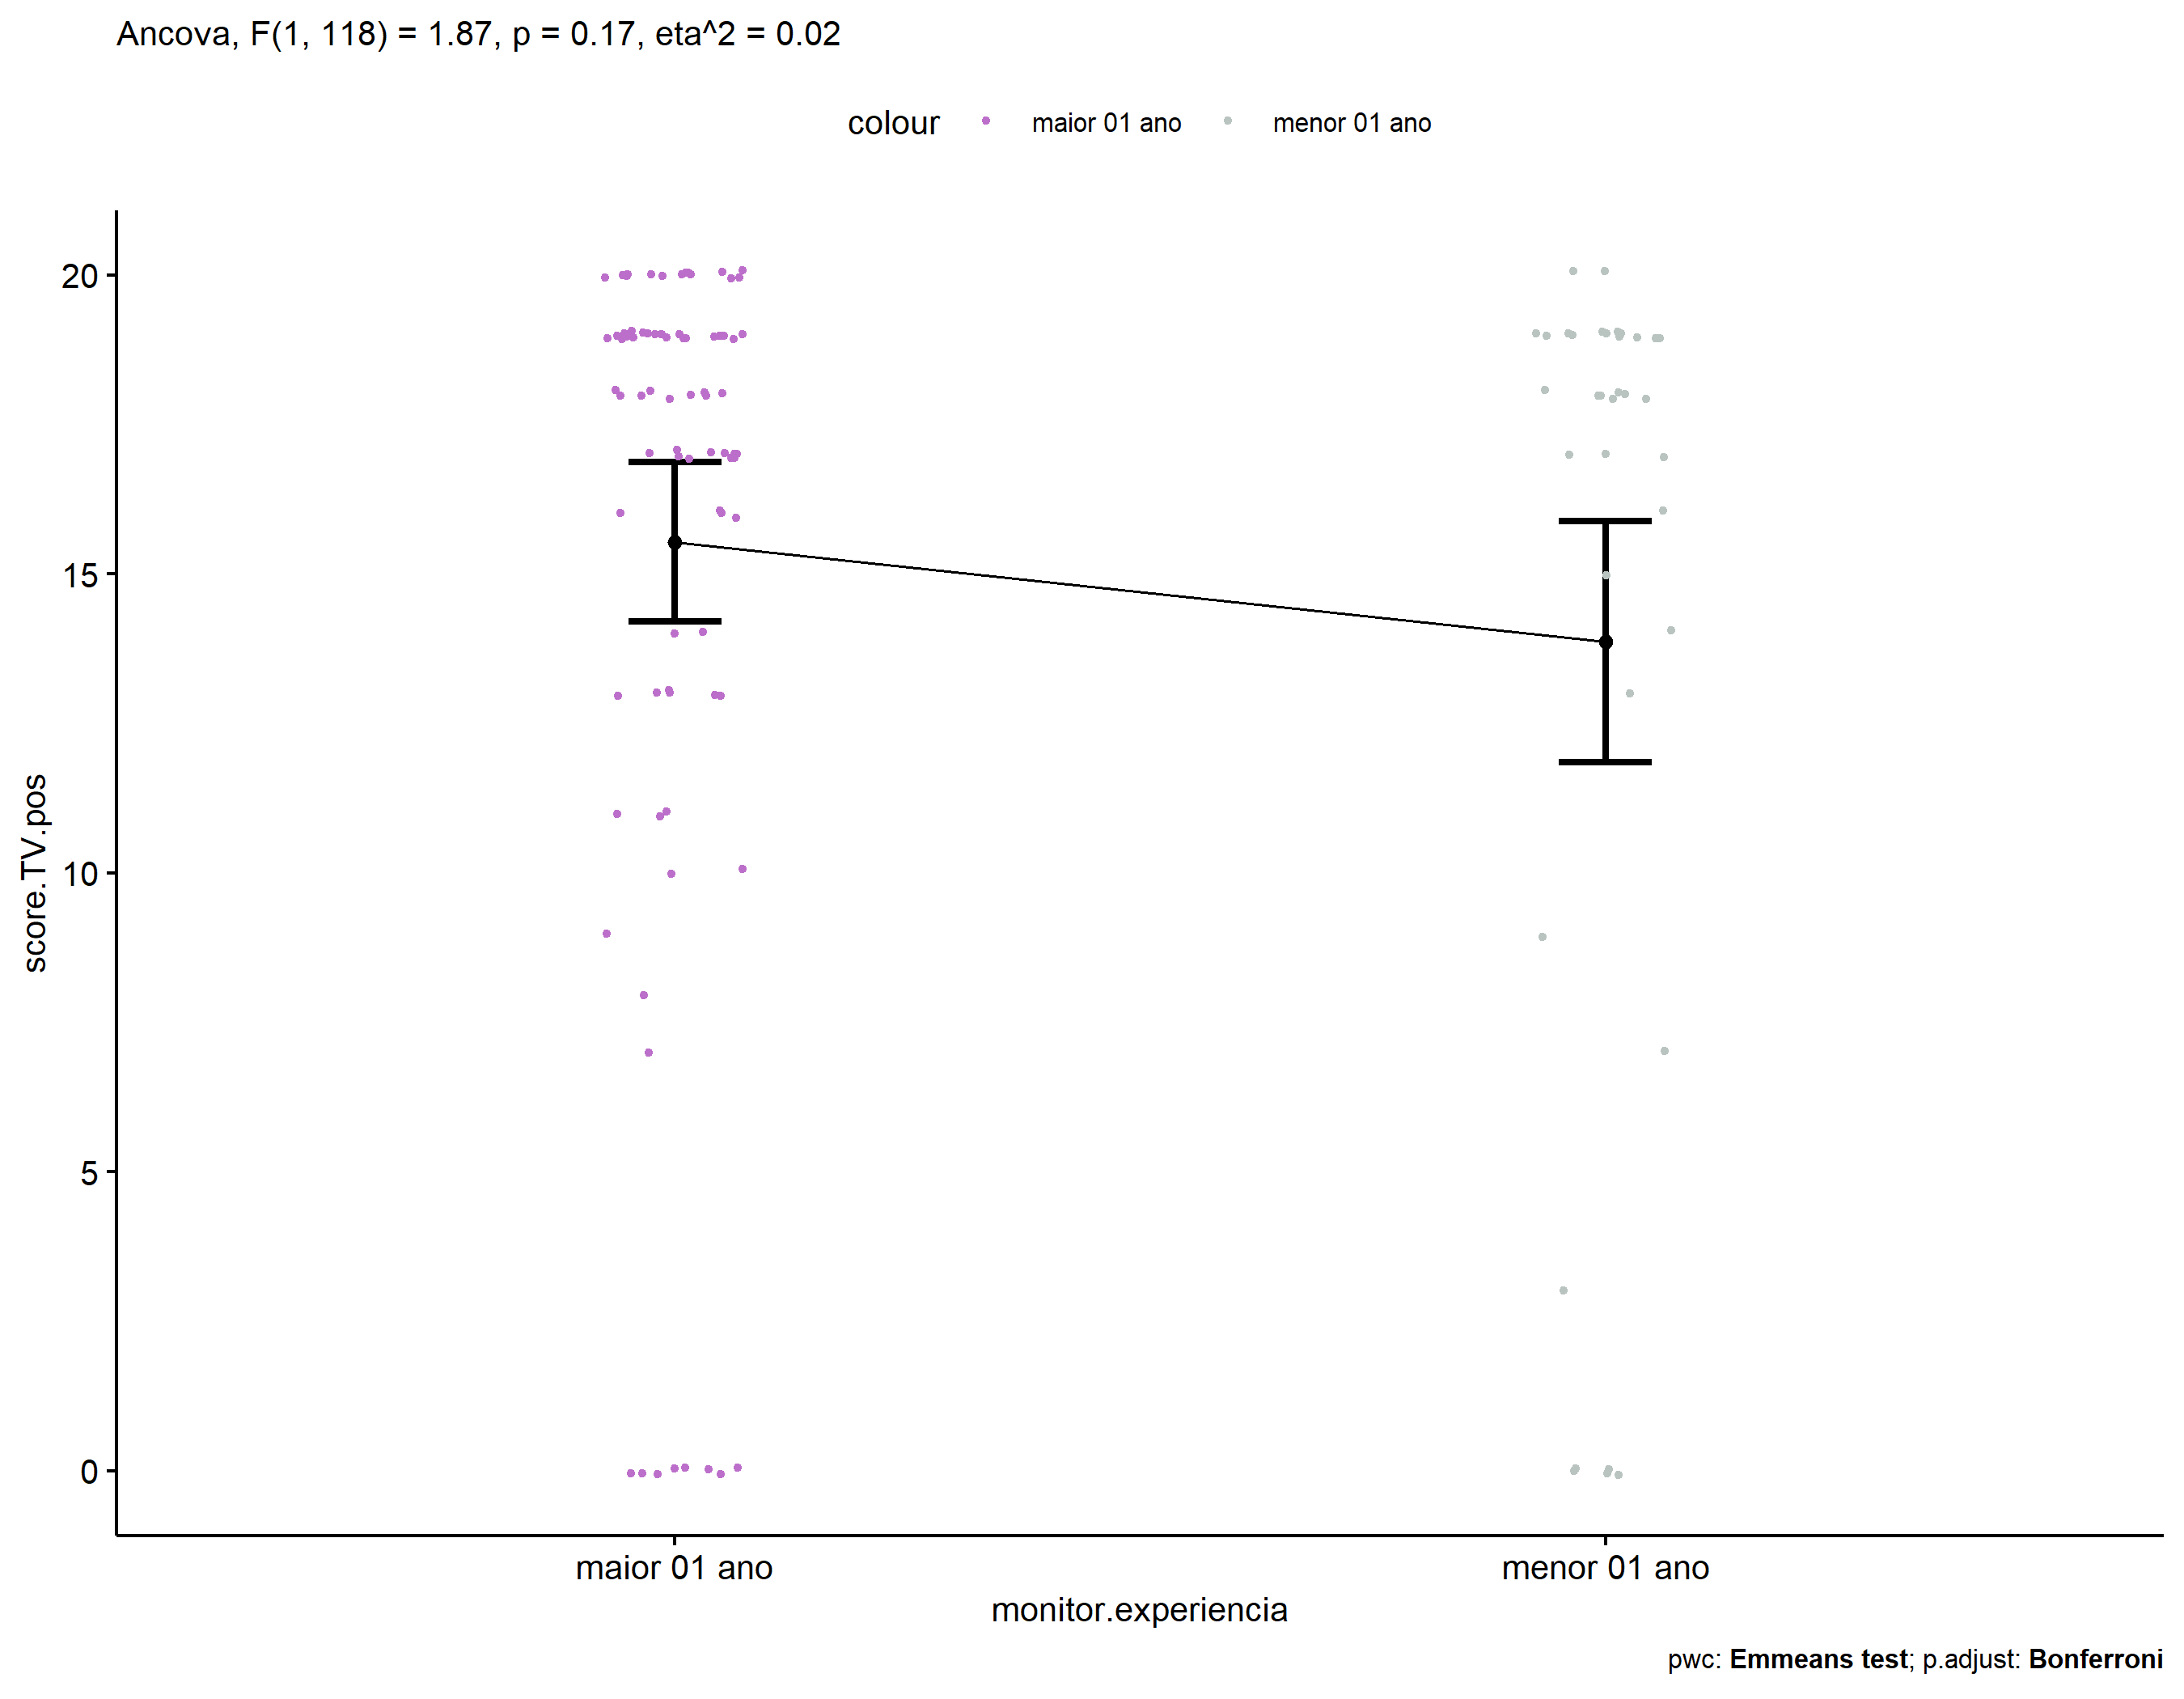 Ancova, F(1, 118) = 1.87, p = 0.17, eta^2 = 0.02
colour maior 01 ano menor 01 ano
20
15
10
5
0
score.TV.pos
maior 01 ano menor 01 ano
monitor.experiencia
pwc: Emmeans test; p.adjust: Bonferroni